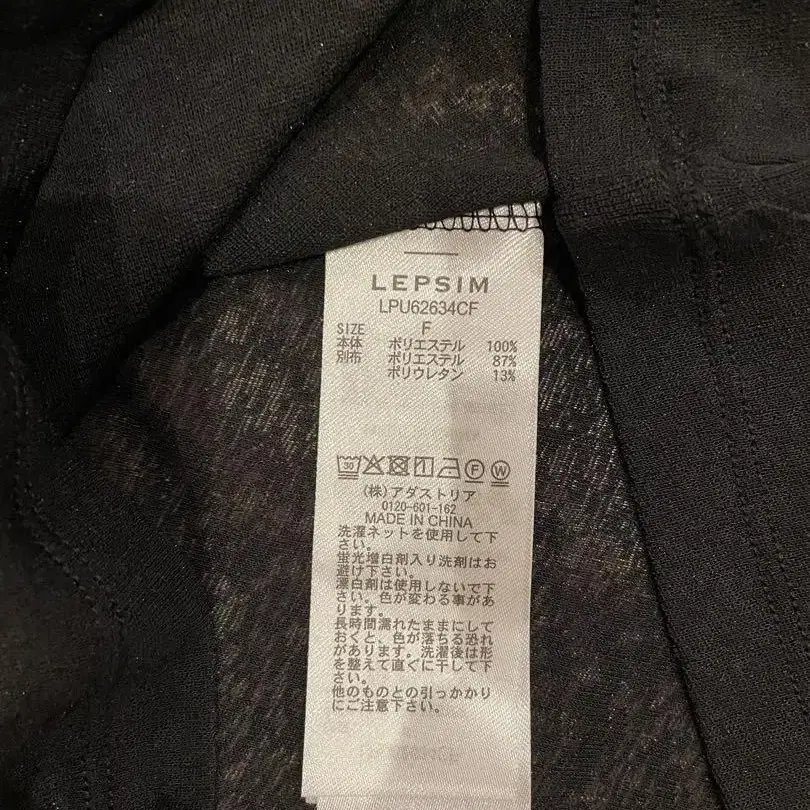 LEPSIM
LPU62634CF
SIZE F
本体 ポリエステル 100%
別布 ポリエステル 87%
ポリウレタン 13%
30 F W
(株)アダストリア
0120-601-162
MADE IN CHINA
洗濯ネットを使用して下
さい。
蛍光増白剤入り洗剤はお
避け下さい。
漂白剤は使用しないで下
さい。色が変わる事があ
ります。
長時間濡れたままにして
おくと、色が落ちる恐れ
があります。洗濯後は形
を整えて直ぐに干して下
さい。
他のものとの引っかかり
にご注意下さい。